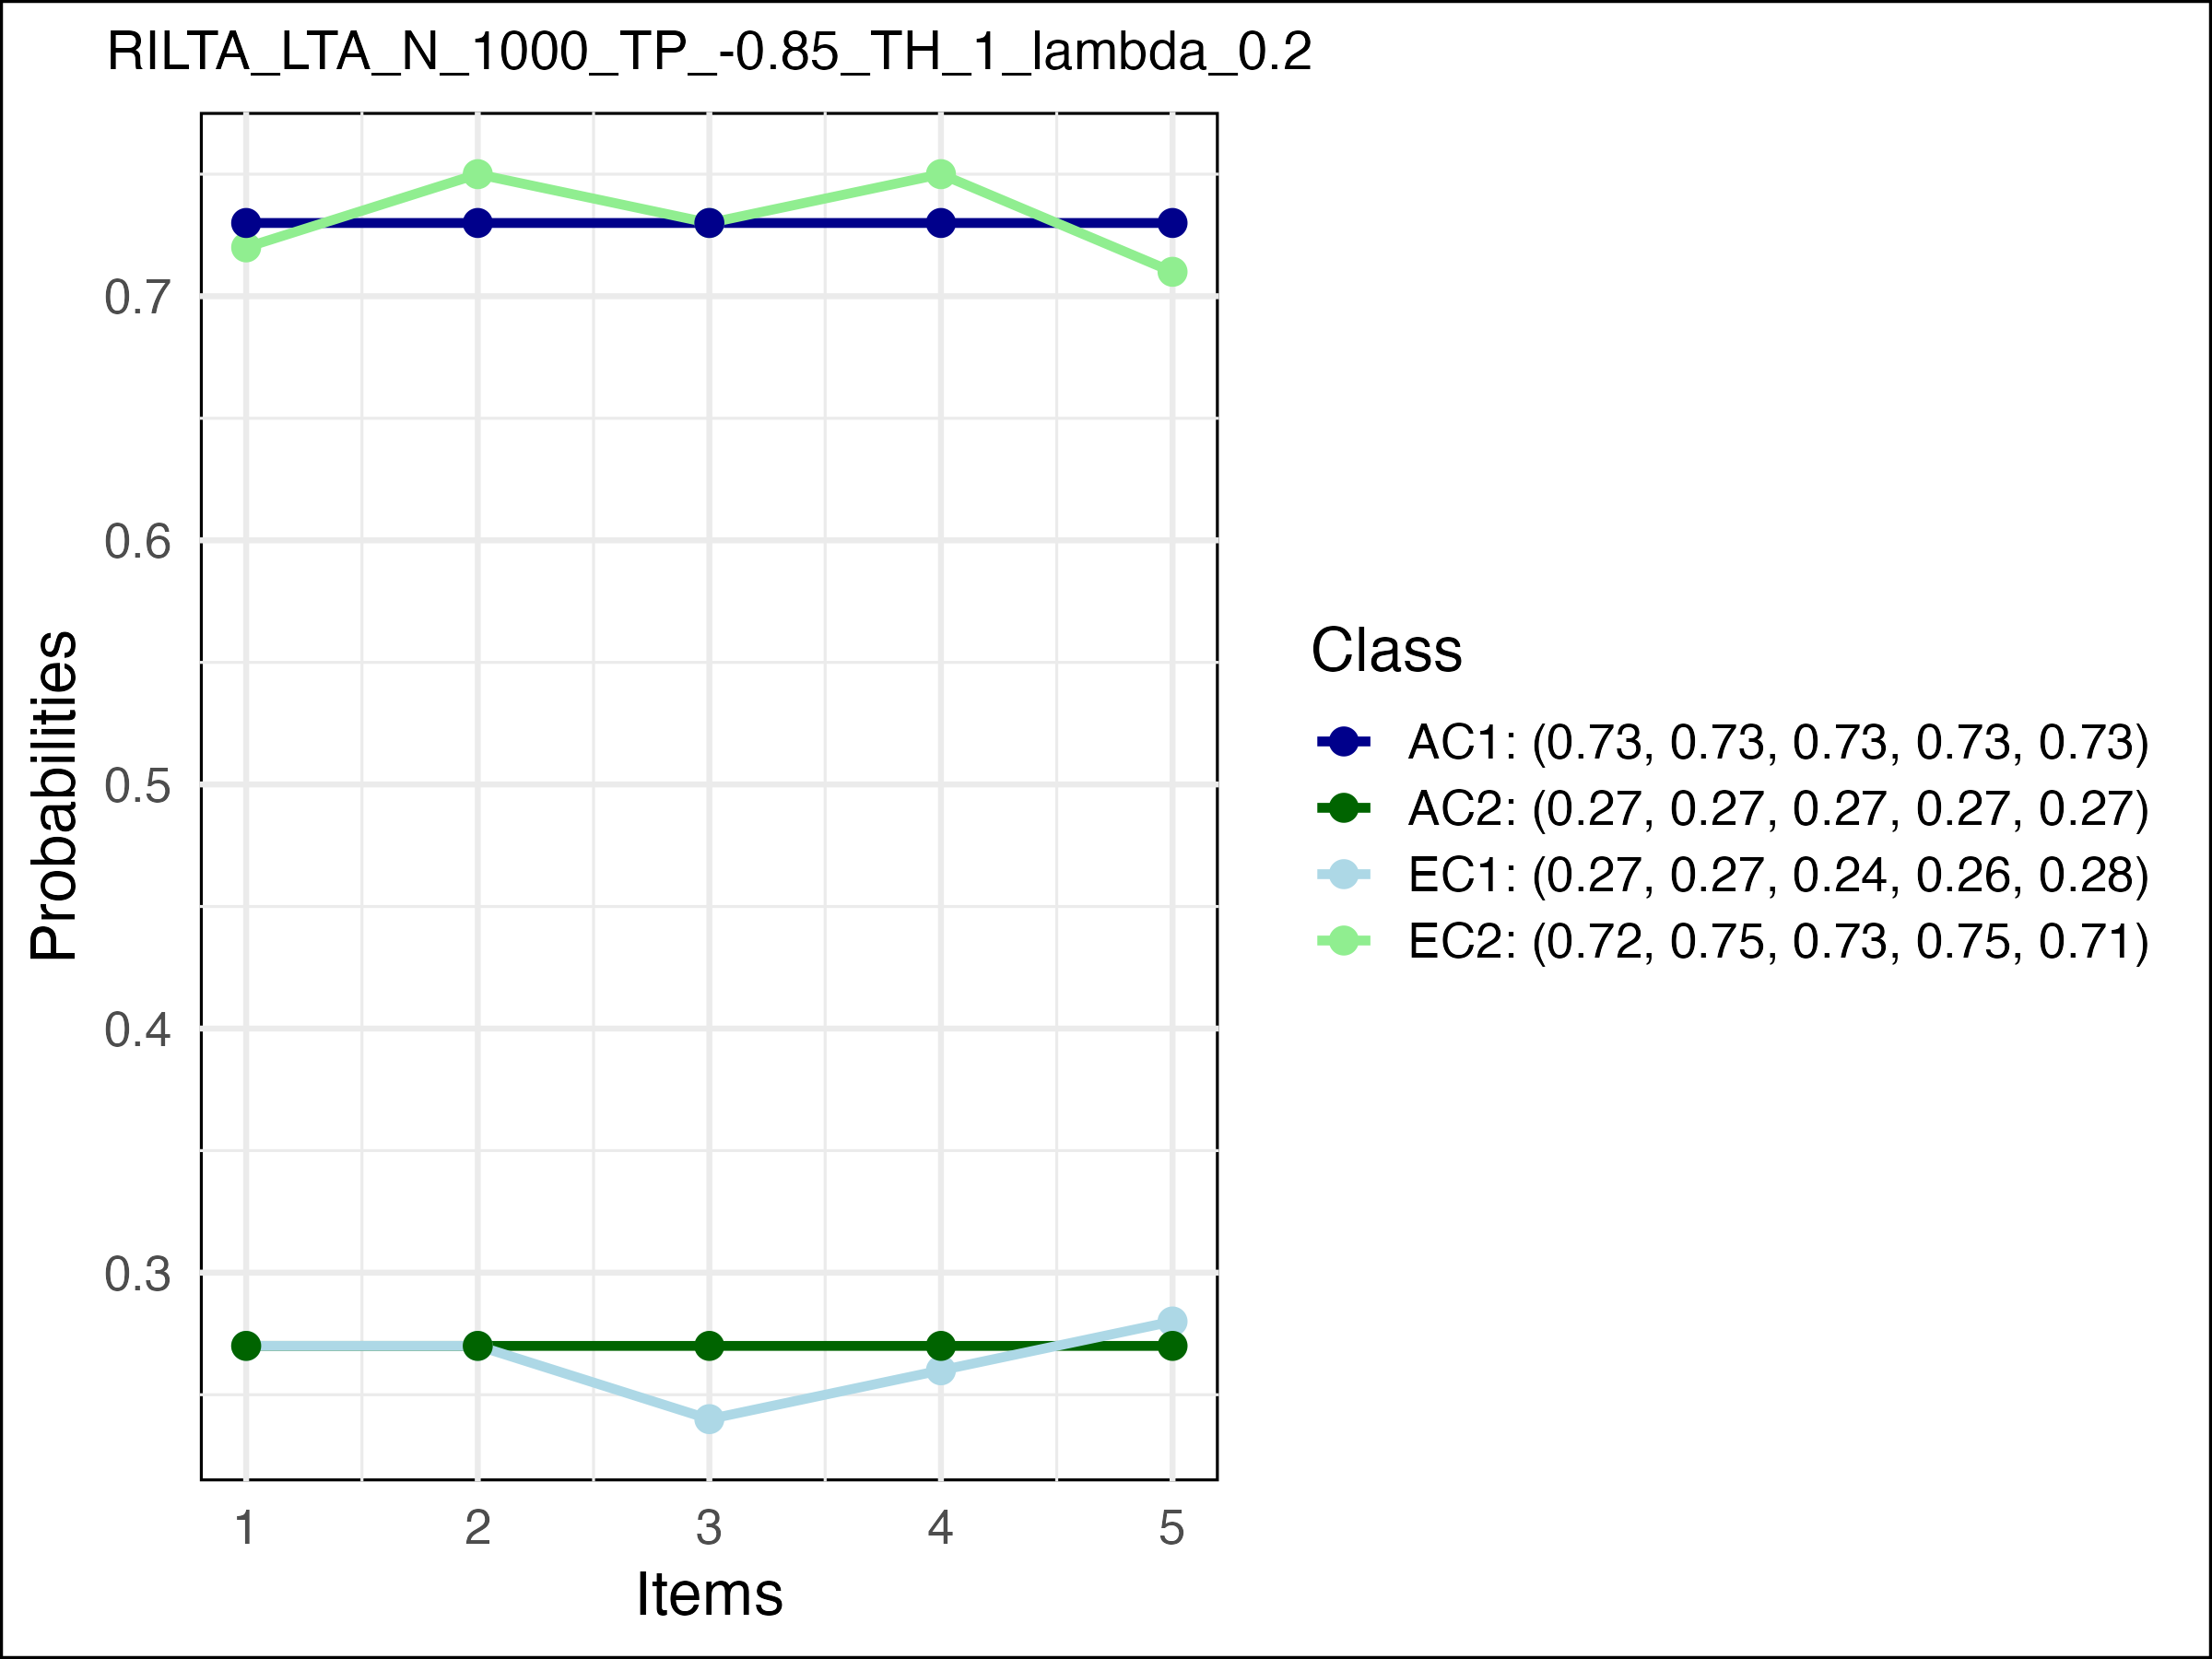 RILTA_LTA_N_1000_TP_-0.85_TH_1_lambda_0.2
Probabilities
0.7
0.6
0.5
0.4
0.3
1 2 3 4 5
Items
Class
AC1: (0.73, 0.73, 0.73, 0.73, 0.73)
AC2: (0.27, 0.27, 0.27, 0.27, 0.27)
EC1: (0.27, 0.27, 0.24, 0.26, 0.28)
EC2: (0.72, 0.75, 0.73, 0.75, 0.71)